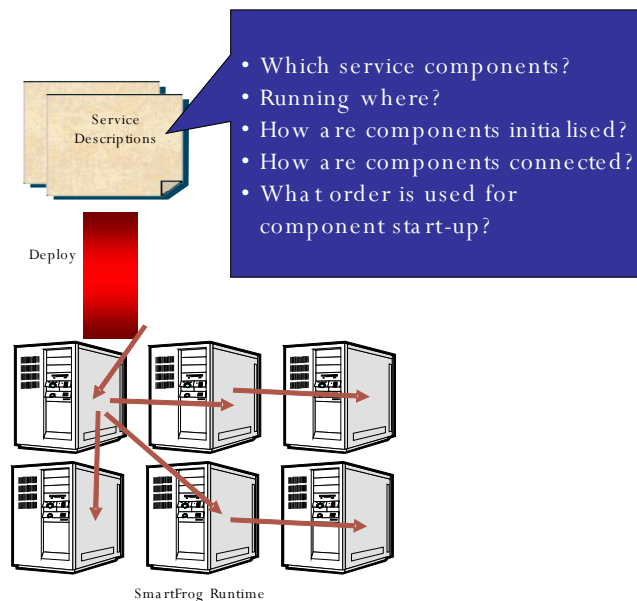 • Which service components?
• Running where?
• How are components initialised?
• How are components connected?
• What order is used for
component start-up?
Service
Descriptions
Deploy
SmartFrog Runtime